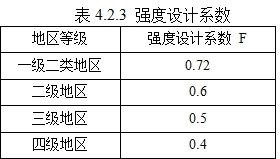 表 4.2.3 强度设计系数
地区等级 强度设计系数 F
一级二类地区 0.72
二级地区 0.6
三级地区 0.5
四级地区 0.4